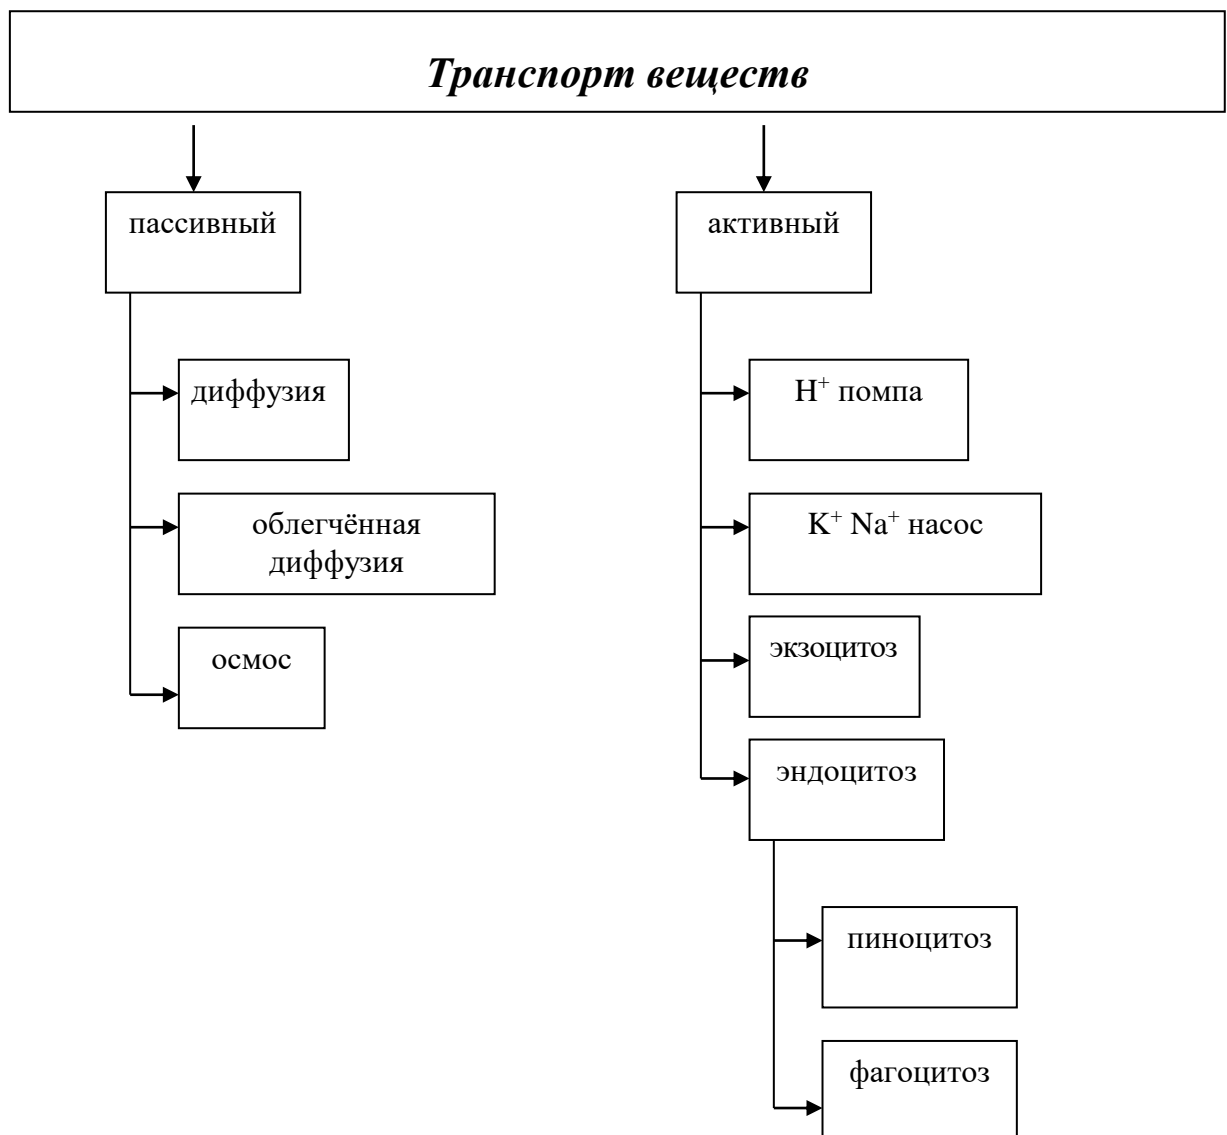 Транспорт веществ
пассивный
активный
диффузия
H⁺ помпа
облегчённая
диффузия
K⁺ Na⁺ насос
осмос
экзоцитоз
эндоцитоз
пиноцитоз
фагоцитоз